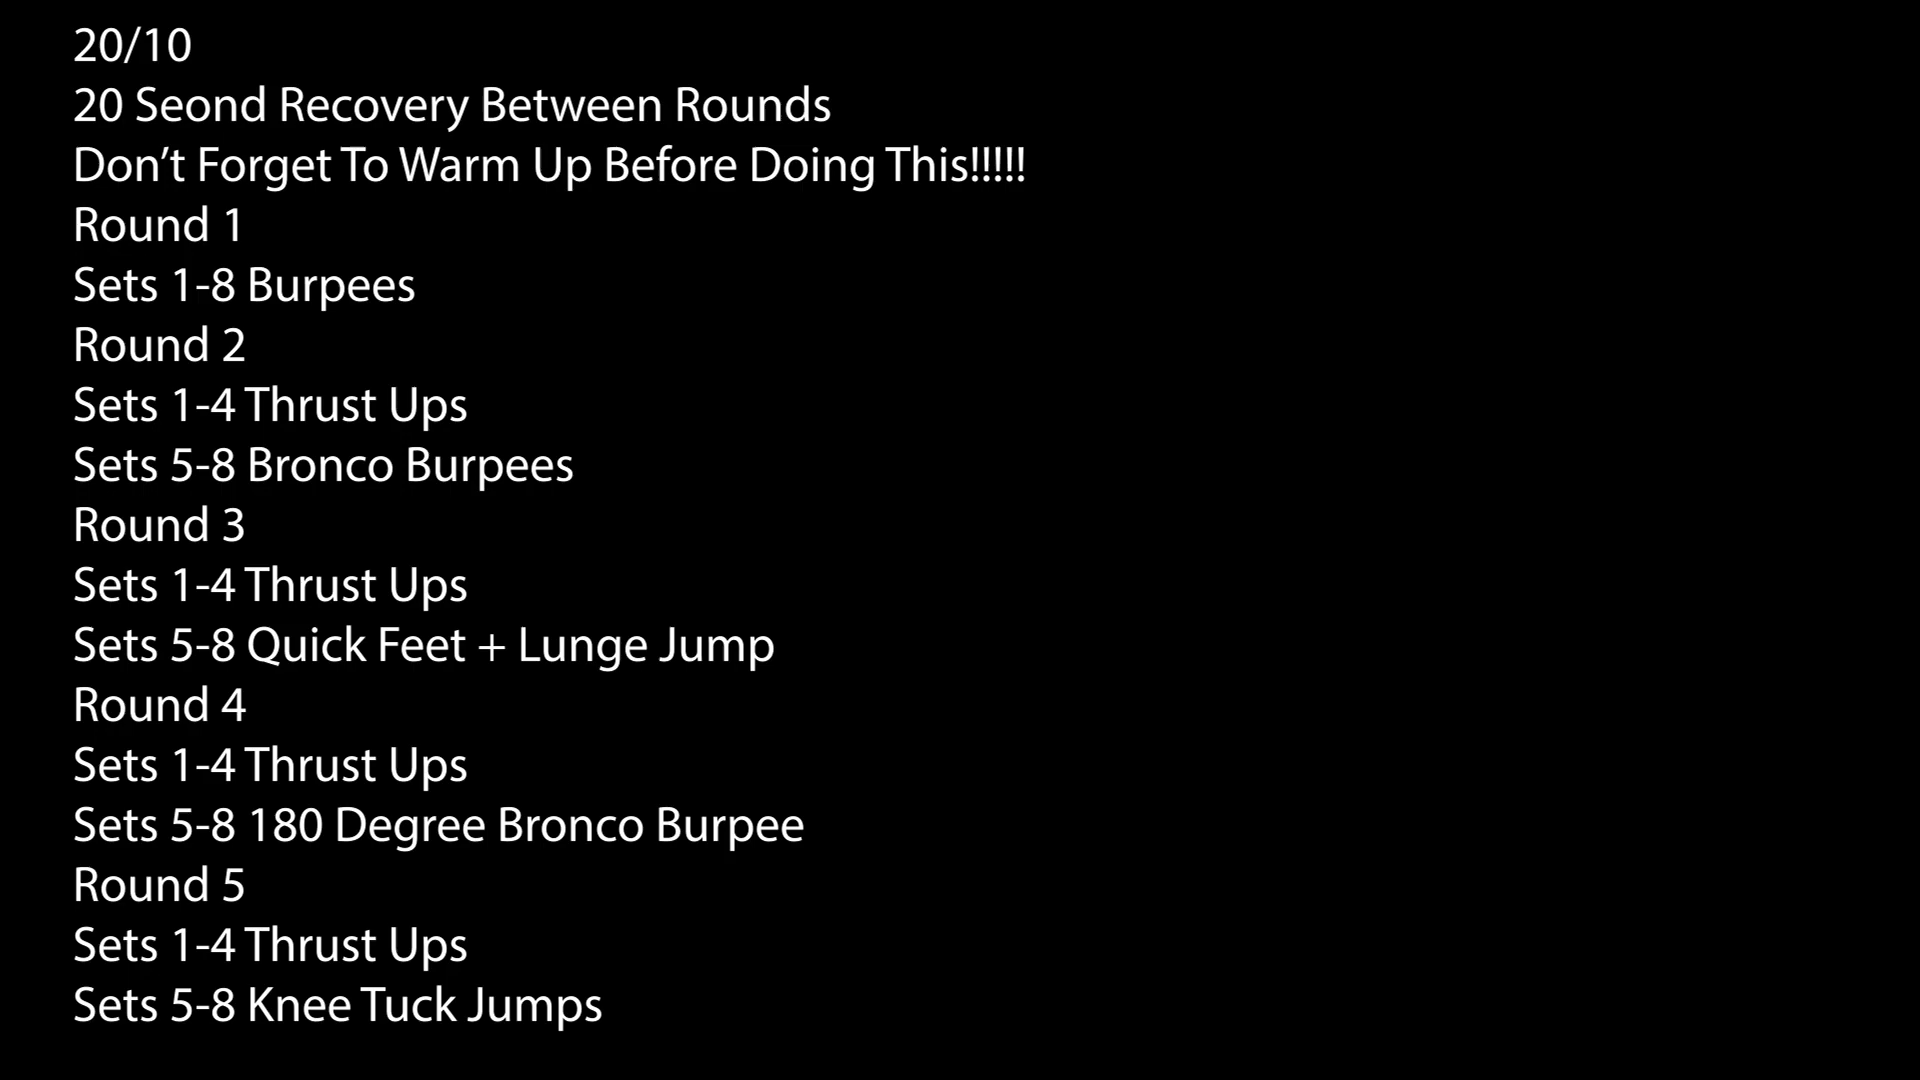 20/10
20 Seond Recovery Between Rounds
Don’t Forget To Warm Up Before Doing This!!!!!
Round 1
Sets 1-8 Burpees
Round 2
Sets 1-4 Thrust Ups
Sets 5-8 Bronco Burpees
Round 3
Sets 1-4 Thrust Ups
Sets 5-8 Quick Feet + Lunge Jump
Round 4
Sets 1-4 Thrust Ups
Sets 5-8 180 Degree Bronco Burpee
Round 5
Sets 1-4 Thrust Ups
Sets 5-8 Knee Tuck Jumps